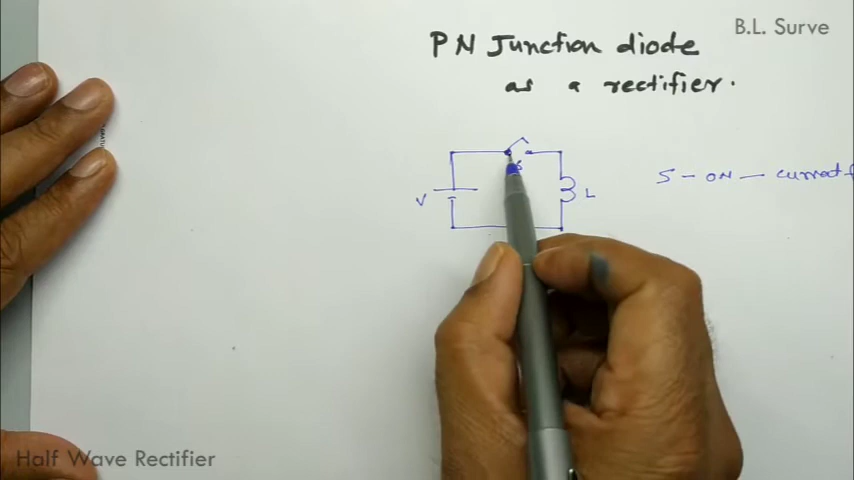 B.L. Surve
PN Junction diode
as a rectifier.
S - ON - current f
V
L
Half Wave Rectifier